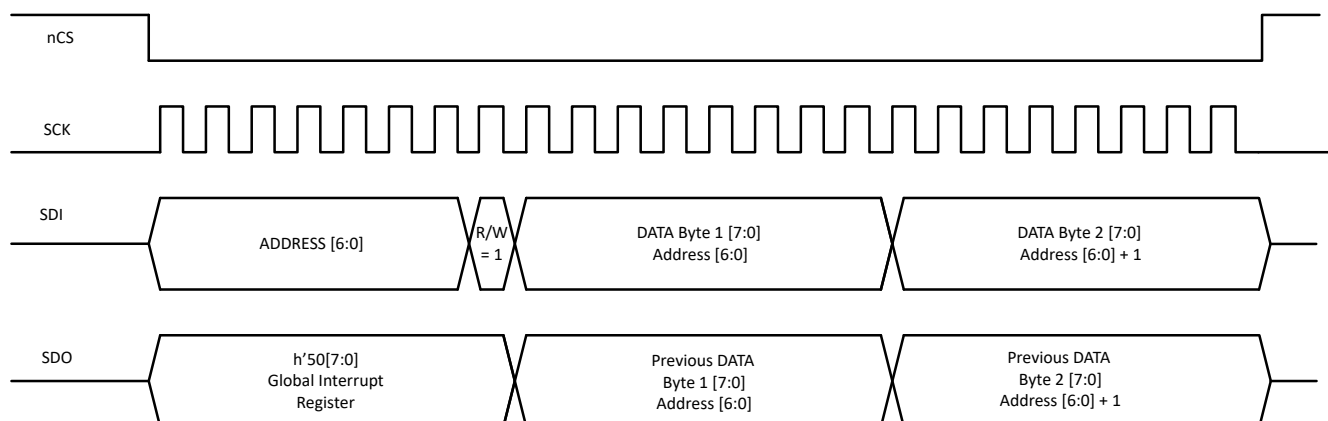 nCS
SCK
SDI
ADDRESS [6:0]
R/W
= 1
DATA Byte 1 [7:0]
Address [6:0]
DATA Byte 2 [7:0]
Address [6:0] + 1
SDO
h’50[7:0]
Global Interrupt
Register
Previous DATA
Byte 1 [7:0]
Address [6:0]
Previous DATA
Byte 2 [7:0]
Address [6:0] + 1